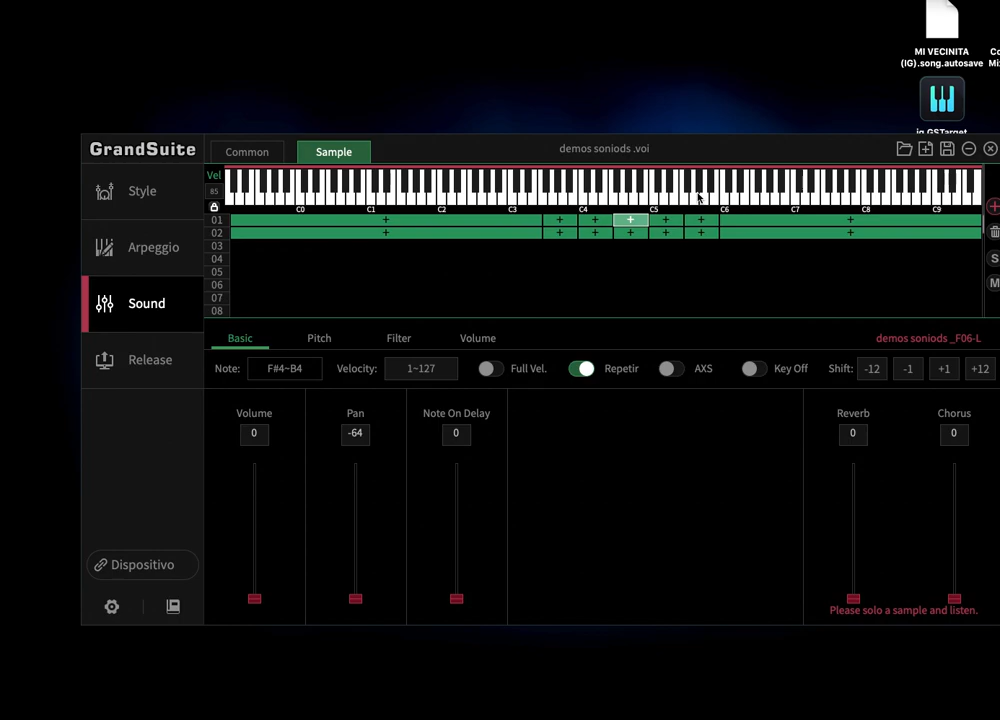 MI VECINITA
(IG).song.autosave
ig.GSTarget
GrandSuite
Common
Sample
demos soniods .voi
Style
Arpeggio
Sound
Release
Dispositivo
Vel
85
C0 C1 C2 C3 C4 C5 C6 C7 C8 C9
01
02
03
04
05
06
07
08
S
M
Basic Pitch Filter Volume demos soniods _F06-L
Note: F#4~B4 Velocity: 1~127 Full Vel. Repetir AXS Key Off Shift: -12 -1 +1 +12
Volume Pan Note On Delay Reverb Chorus
0 -64 0 0 0
Please solo a sample and listen.